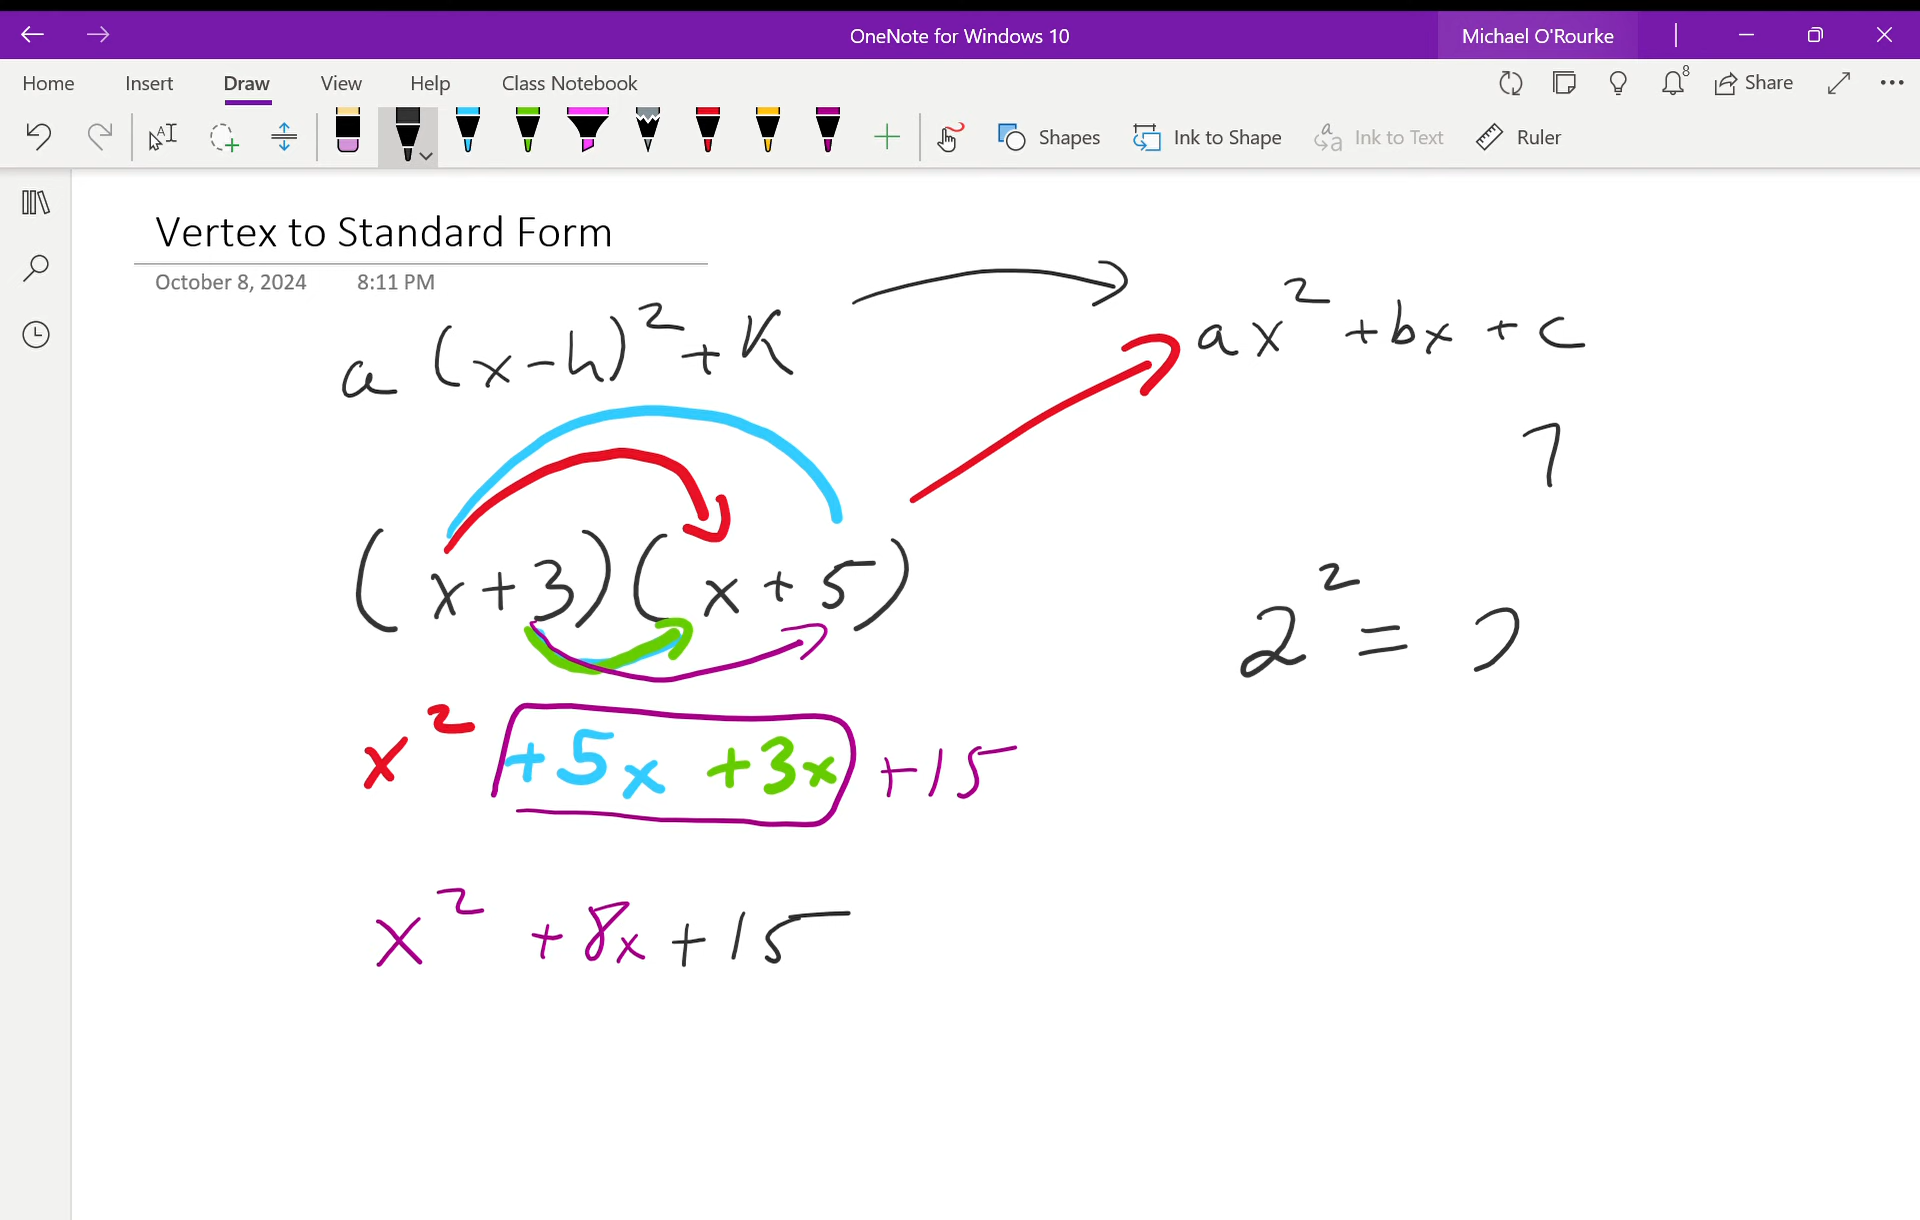 OneNote for Windows 10
Michael O'Rourke
Home Insert Draw View Help Class Notebook
8 Share
Shapes Ink to Shape Ink to Text Ruler
Vertex to Standard Form
October 8, 2024 8:11 PM
a (x-h)² + K
ax² + bx + c
(x+3)(x+5)
2² =
x² +5x +3x +15
x² +8x +15